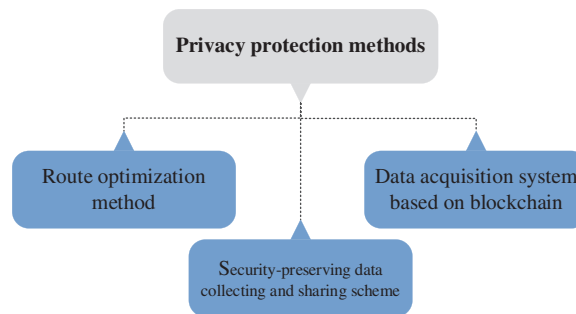 Privacy protection methods
Route optimization
method
Data acquisition system
based on blockchain
Security-preserving data
collecting and sharing scheme